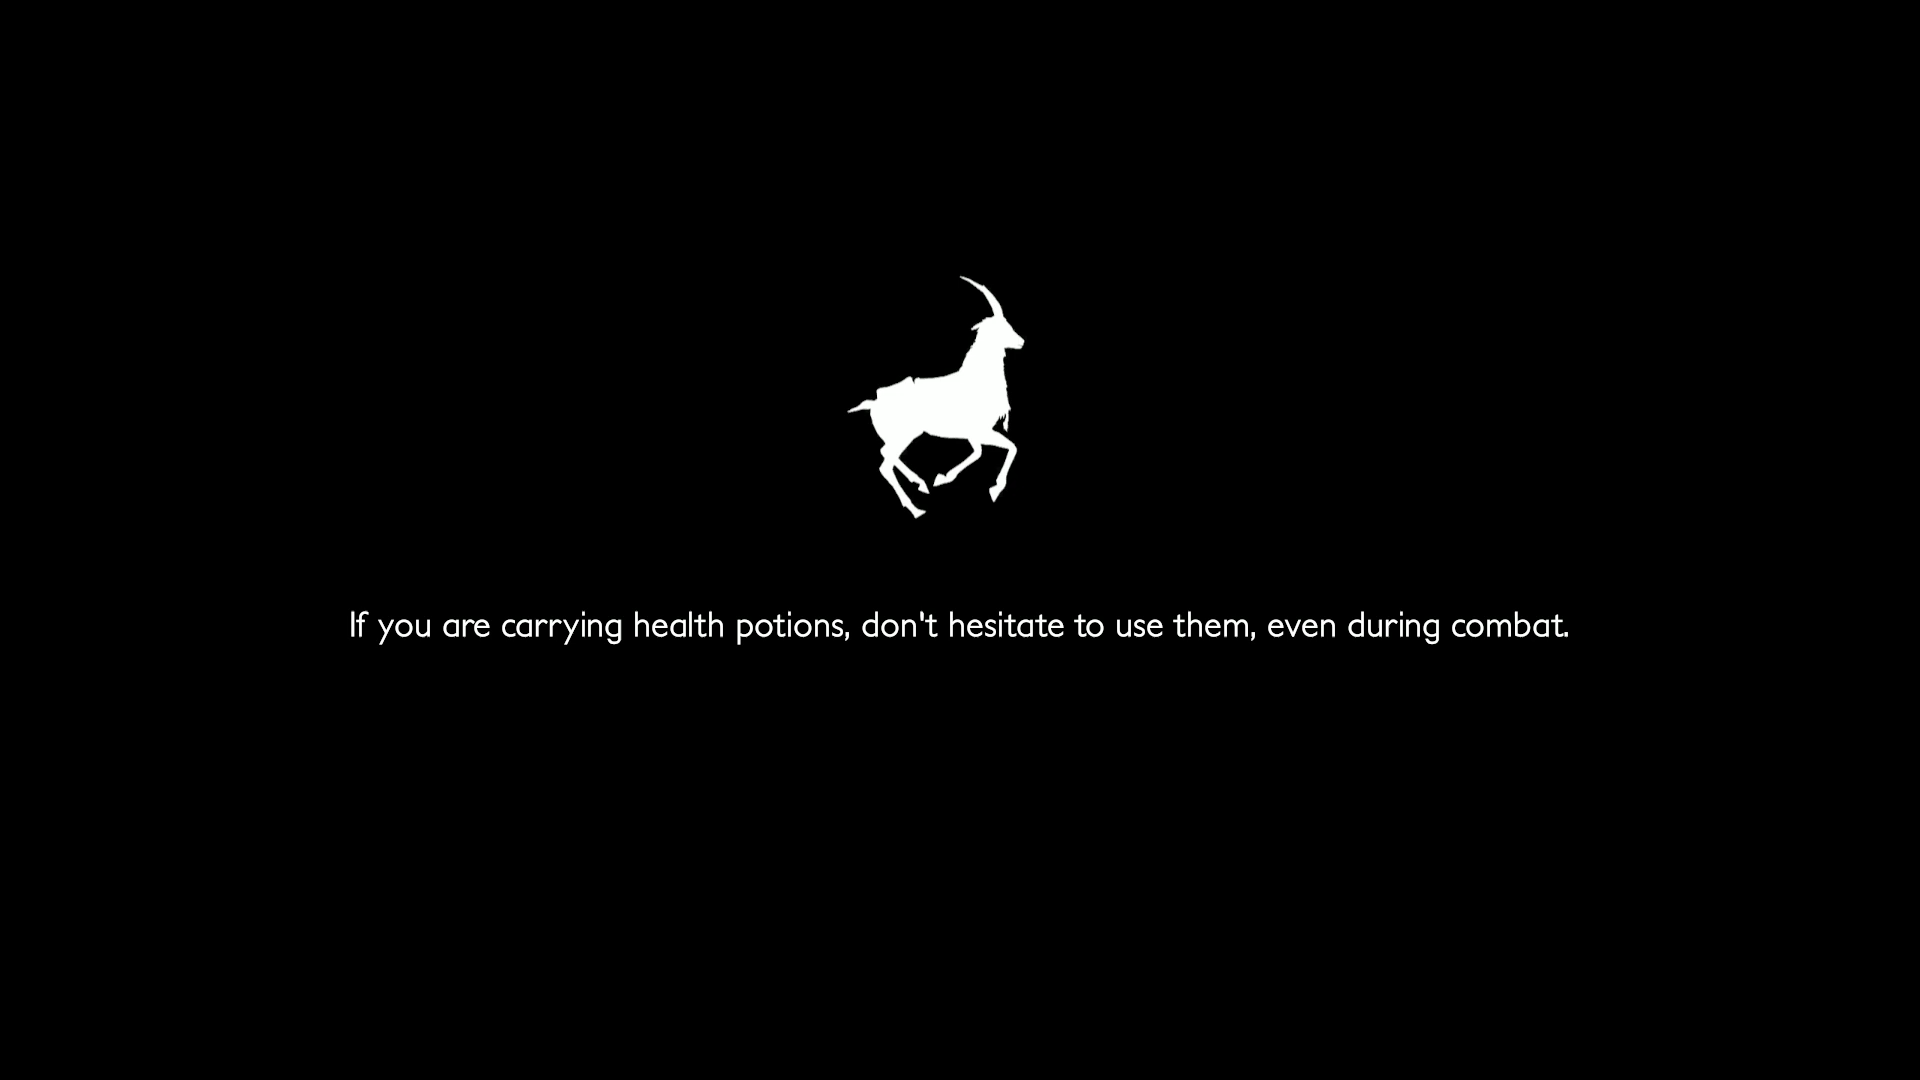 If you are carrying health potions, don't hesitate to use them, even during combat.